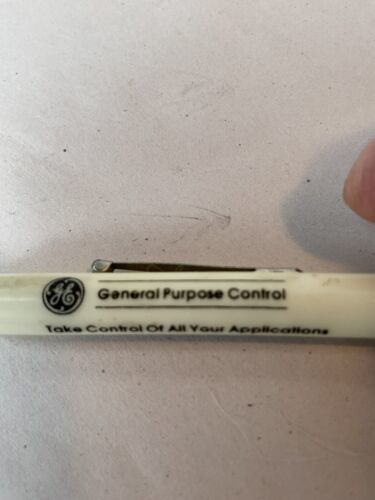 GE General Purpose Control
Take Control Of All Your Applications